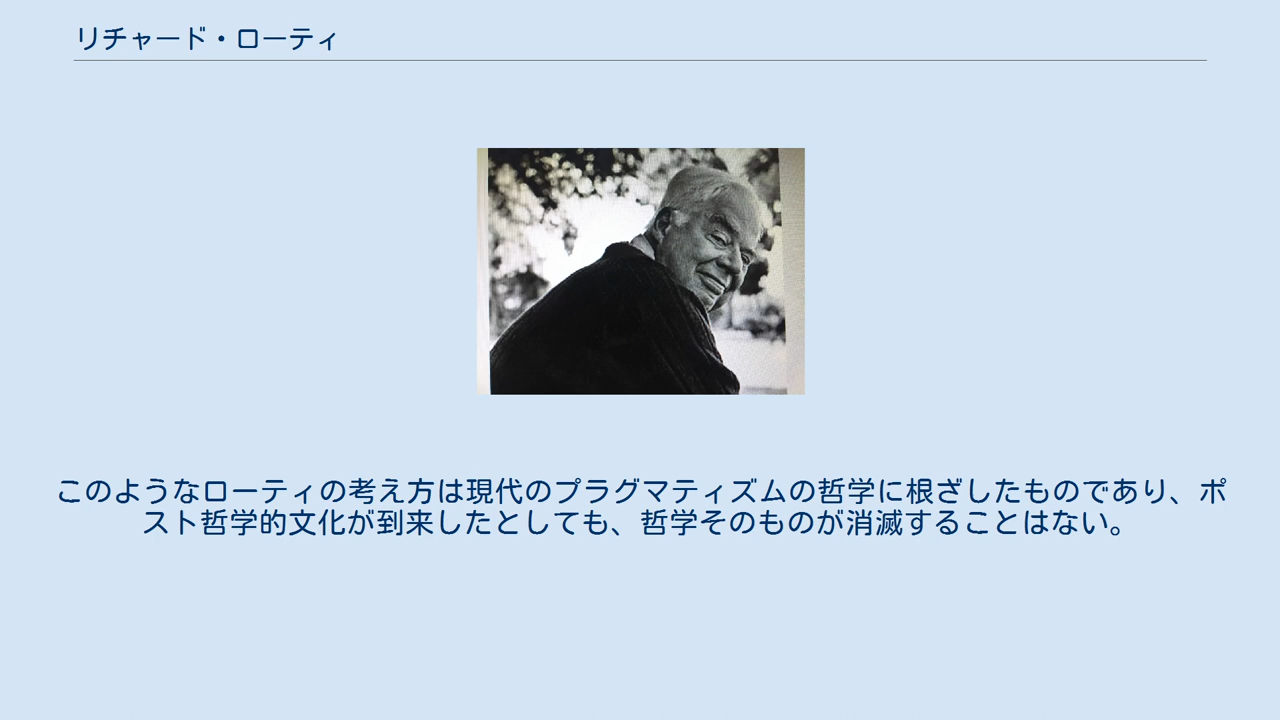 リチャード・ローティ
このようなローティの考え方は現代のプラグマティズムの哲学に根ざしたものであり、ポ
スト哲学的文化が到来したとしても、哲学そのものが消滅することはない。